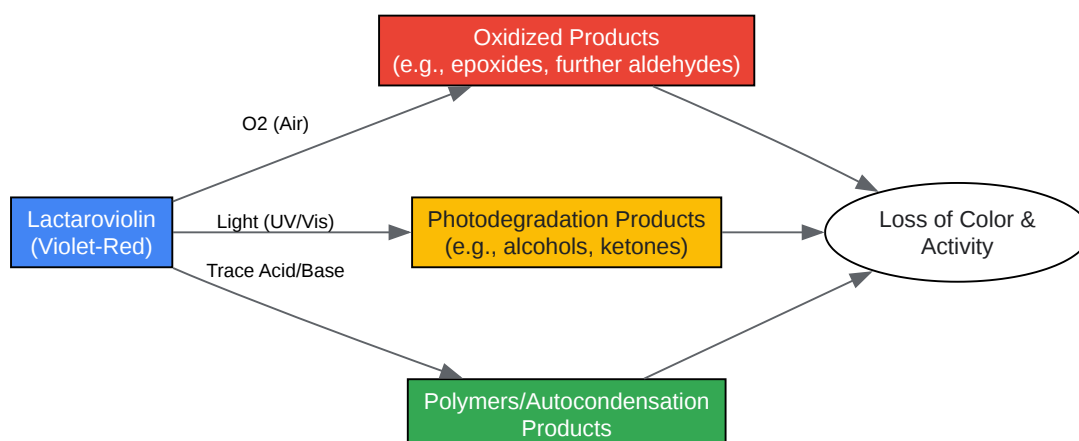 Oxidized Products
(e.g., epoxides, further aldehydes)
O2 (Air)
Lactaroviolin
(Violet-Red)
Light (UV/Vis)
Photodegradation Products
(e.g., alcohols, ketones)
Loss of Color &
Activity
Trace Acid/Base
Polymers/Autocondensation
Products